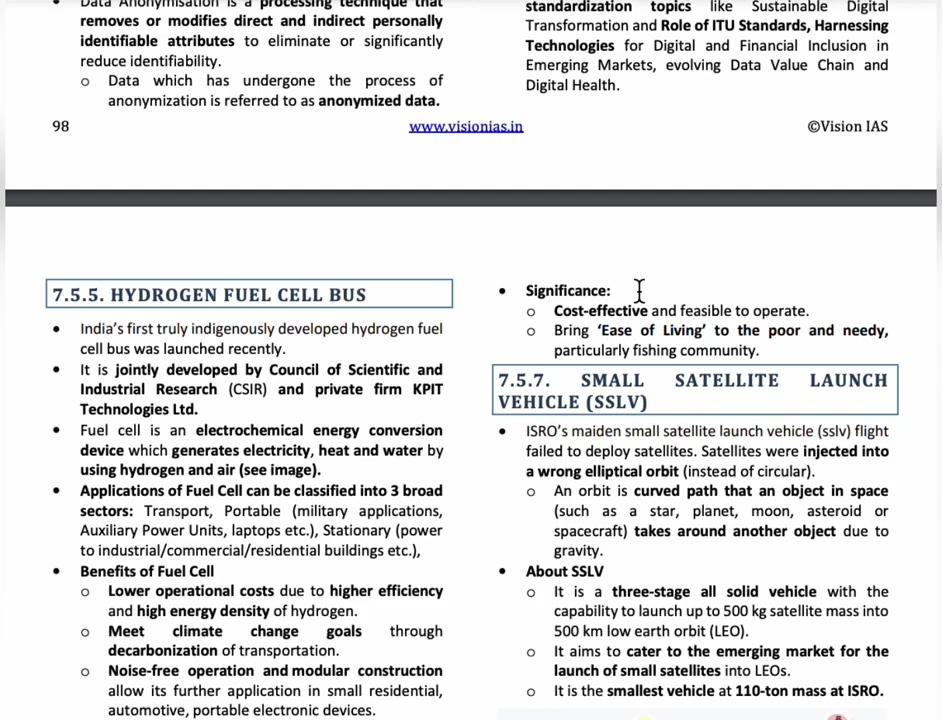 • Data Anonymisation is a processing technique that
removes or modifies direct and indirect personally
identifiable attributes to eliminate or significantly
reduce identifiability.
o Data which has undergone the process of
anonymization is referred to as anonymized data.
standardization topics like Sustainable Digital
Transformation and Role of ITU Standards, Harnessing
Technologies for Digital and Financial Inclusion in
Emerging Markets, evolving Data Value Chain and
Digital Health.
98 www.visionias.in ©Vision IAS
7.5.5. HYDROGEN FUEL CELL BUS
• India's first truly indigenously developed hydrogen fuel
cell bus was launched recently.
• It is jointly developed by Council of Scientific and
Industrial Research (CSIR) and private firm KPIT
Technologies Ltd.
• Fuel cell is an electrochemical energy conversion
device which generates electricity, heat and water by
using hydrogen and air (see image).
• Applications of Fuel Cell can be classified into 3 broad
sectors: Transport, Portable (military applications,
Auxiliary Power Units, laptops etc.), Stationary (power
to industrial/commercial/residential buildings etc.),
• Benefits of Fuel Cell
o Lower operational costs due to higher efficiency
and high energy density of hydrogen.
o Meet climate change goals through
decarbonization of transportation.
o Noise-free operation and modular construction
allow its further application in small residential,
automotive, portable electronic devices.
• Significance:
o Cost-effective and feasible to operate.
o Bring 'Ease of Living' to the poor and needy,
particularly fishing community.
7.5.7. SMALL SATELLITE LAUNCH
VEHICLE (SSLV)
• ISRO's maiden small satellite launch vehicle (sslv) flight
failed to deploy satellites. Satellites were injected into
a wrong elliptical orbit (instead of circular).
o An orbit is curved path that an object in space
(such as a star, planet, moon, asteroid or
spacecraft) takes around another object due to
gravity.
• About SSLV
o It is a three-stage all solid vehicle with the
capability to launch up to 500 kg satellite mass into
500 km low earth orbit (LEO).
o It aims to cater to the emerging market for the
launch of small satellites into LEOs.
o It is the smallest vehicle at 110-ton mass at ISRO.